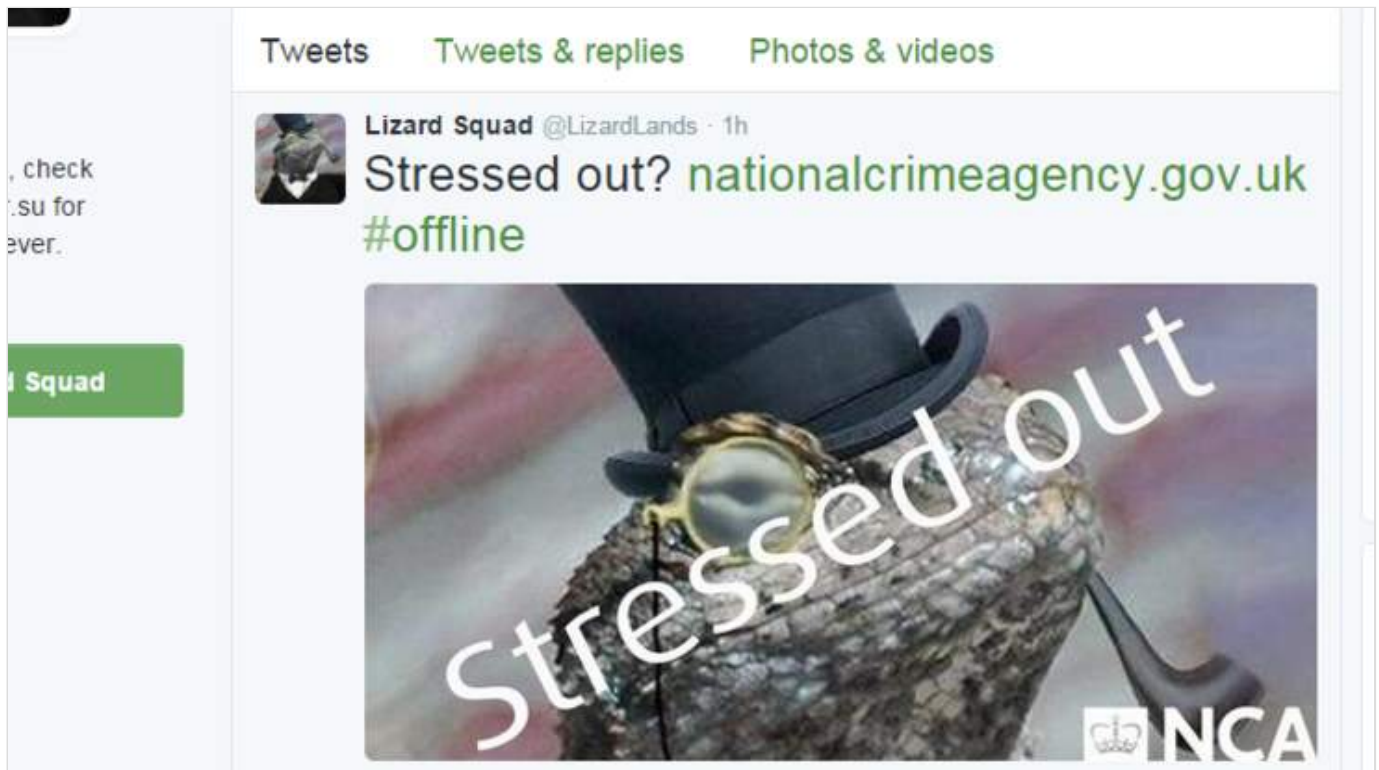 Tweets Tweets & replies Photos & videos
Lizard Squad @LizardLands · 1h
Stressed out? nationalcrimeagency.gov.uk
#offline
, check
.su for
ever.
Squad
Stressed out
NCA